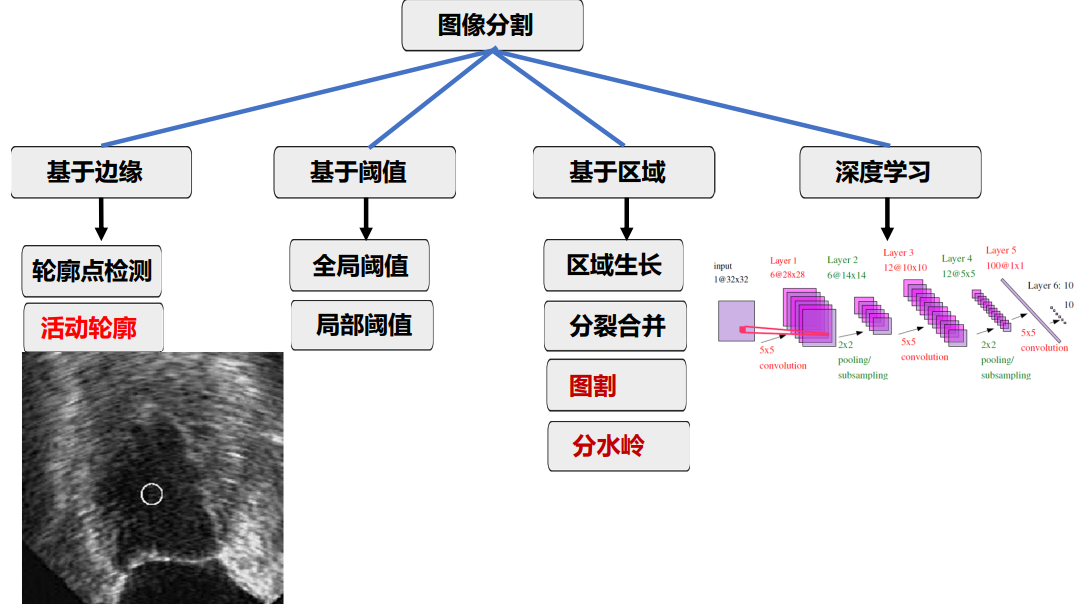 图像分割
基于边缘
基于阈值
基于区域
深度学习
轮廓点检测
活动轮廓
全局阈值
局部阈值
区域生长
分裂合并
图割
分水岭
input
1@32x32
Layer 1
6@28x28
Layer 2
6@14x14
Layer 3
12@10x10
Layer 4
12@5x5
Layer 5
100@1x1
Layer 6: 10
10
5x5
convolution
2x2
pooling/
subsampling
5x5
convolution
2x2
pooling/
subsampling
5x5
convolution